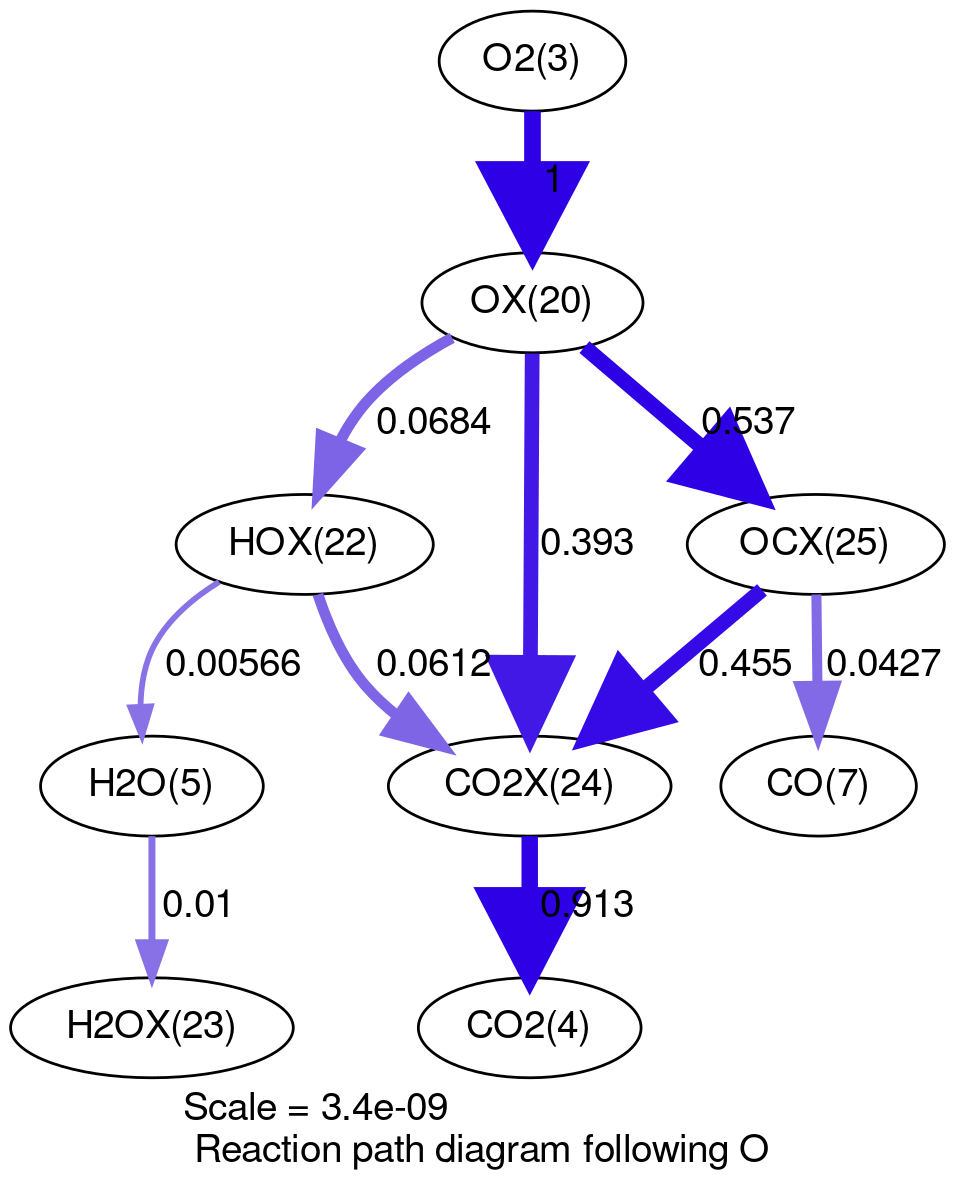 O2(3)
1
OX(20)
0.0684
0.537
HOX(22)
0.393
OCX(25)
0.00566
0.0612
0.455
0.0427
H2O(5)
CO2X(24)
CO(7)
0.01
0.913
H2OX(23)
CO2(4)
Scale = 3.4e-09
Reaction path diagram following O